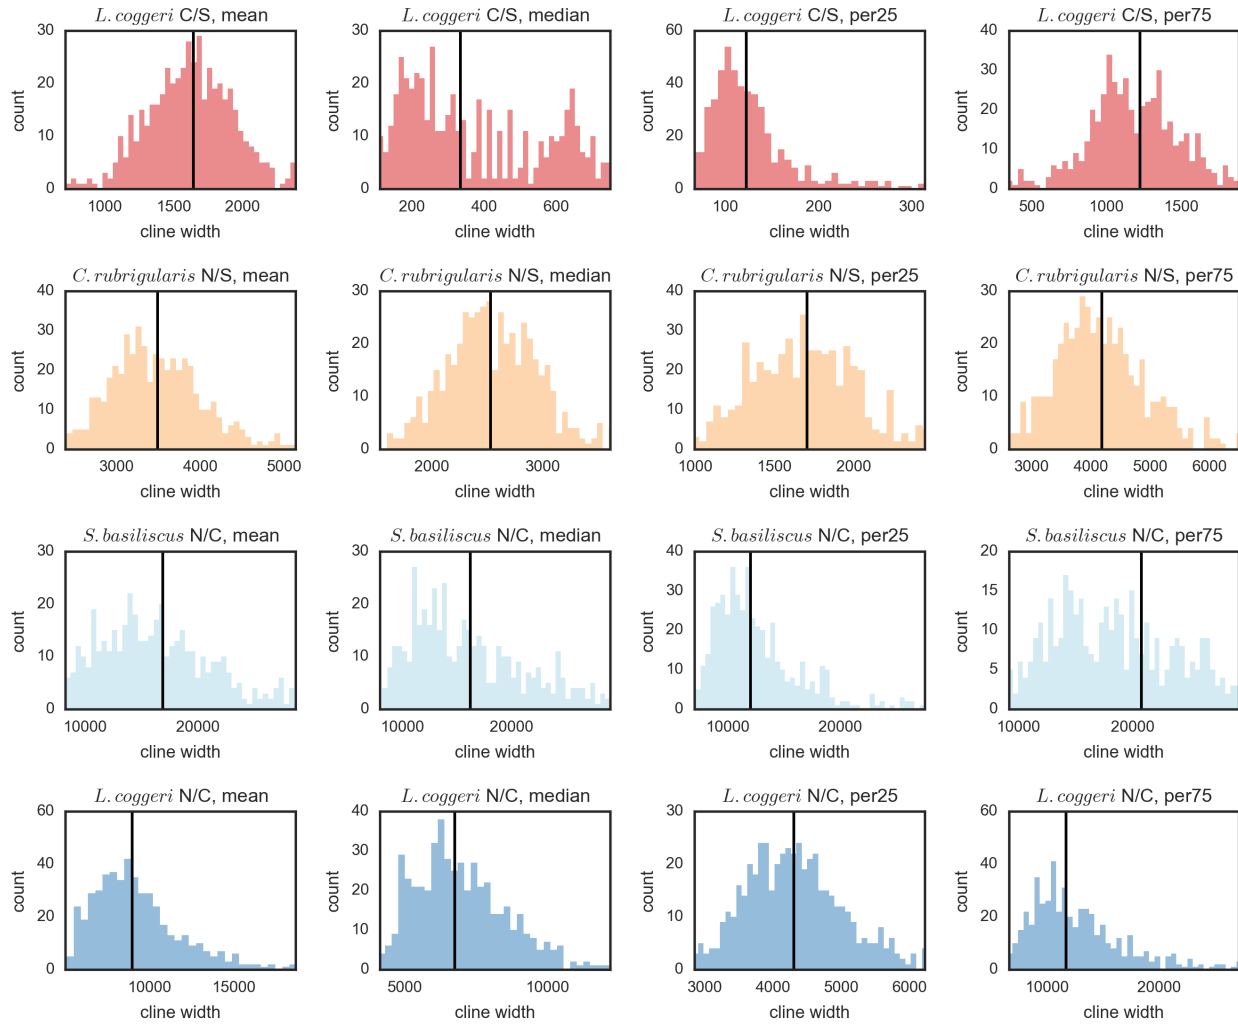 L. coggeri C/S, mean
30
20
10
0
count
1000 1500 2000
cline width
L. coggeri C/S, median
30
20
10
0
count
200 400 600
cline width
L. coggeri C/S, per25
60
40
20
0
count
100 200 300
cline width
L. coggeri C/S, per75
40
30
20
10
0
count
500 1000 1500
cline width
C. rubrigularis N/S, mean
40
30
20
10
0
count
3000 4000 5000
cline width
C. rubrigularis N/S, median
30
20
10
0
count
2000 3000
cline width
C. rubrigularis N/S, per25
40
30
20
10
0
count
1000 1500 2000
cline width
C. rubrigularis N/S, per75
30
20
10
0
count
3000 4000 5000 6000
cline width
S. basiliscus N/C, mean
30
20
10
0
count
10000 20000
cline width
S. basiliscus N/C, median
30
20
10
0
count
10000 20000
cline width
S. basiliscus N/C, per25
40
30
20
10
0
count
10000 20000
cline width
S. basiliscus N/C, per75
20
15
10
5
0
count
10000 20000
cline width
L. coggeri N/C, mean
60
40
20
0
count
10000 15000
cline width
L. coggeri N/C, median
40
30
20
10
0
count
5000 10000
cline width
L. coggeri N/C, per25
30
20
10
0
count
3000 4000 5000 6000
cline width
L. coggeri N/C, per75
60
40
20
0
count
10000 20000
cline width